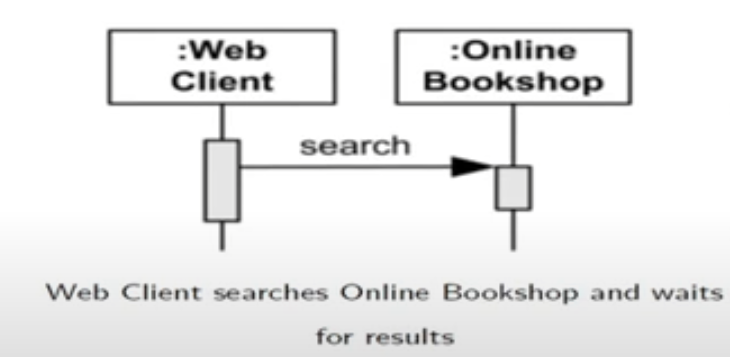 :Web
Client
:Online
Bookshop
search
Web Client searches Online Bookshop and waits
for results